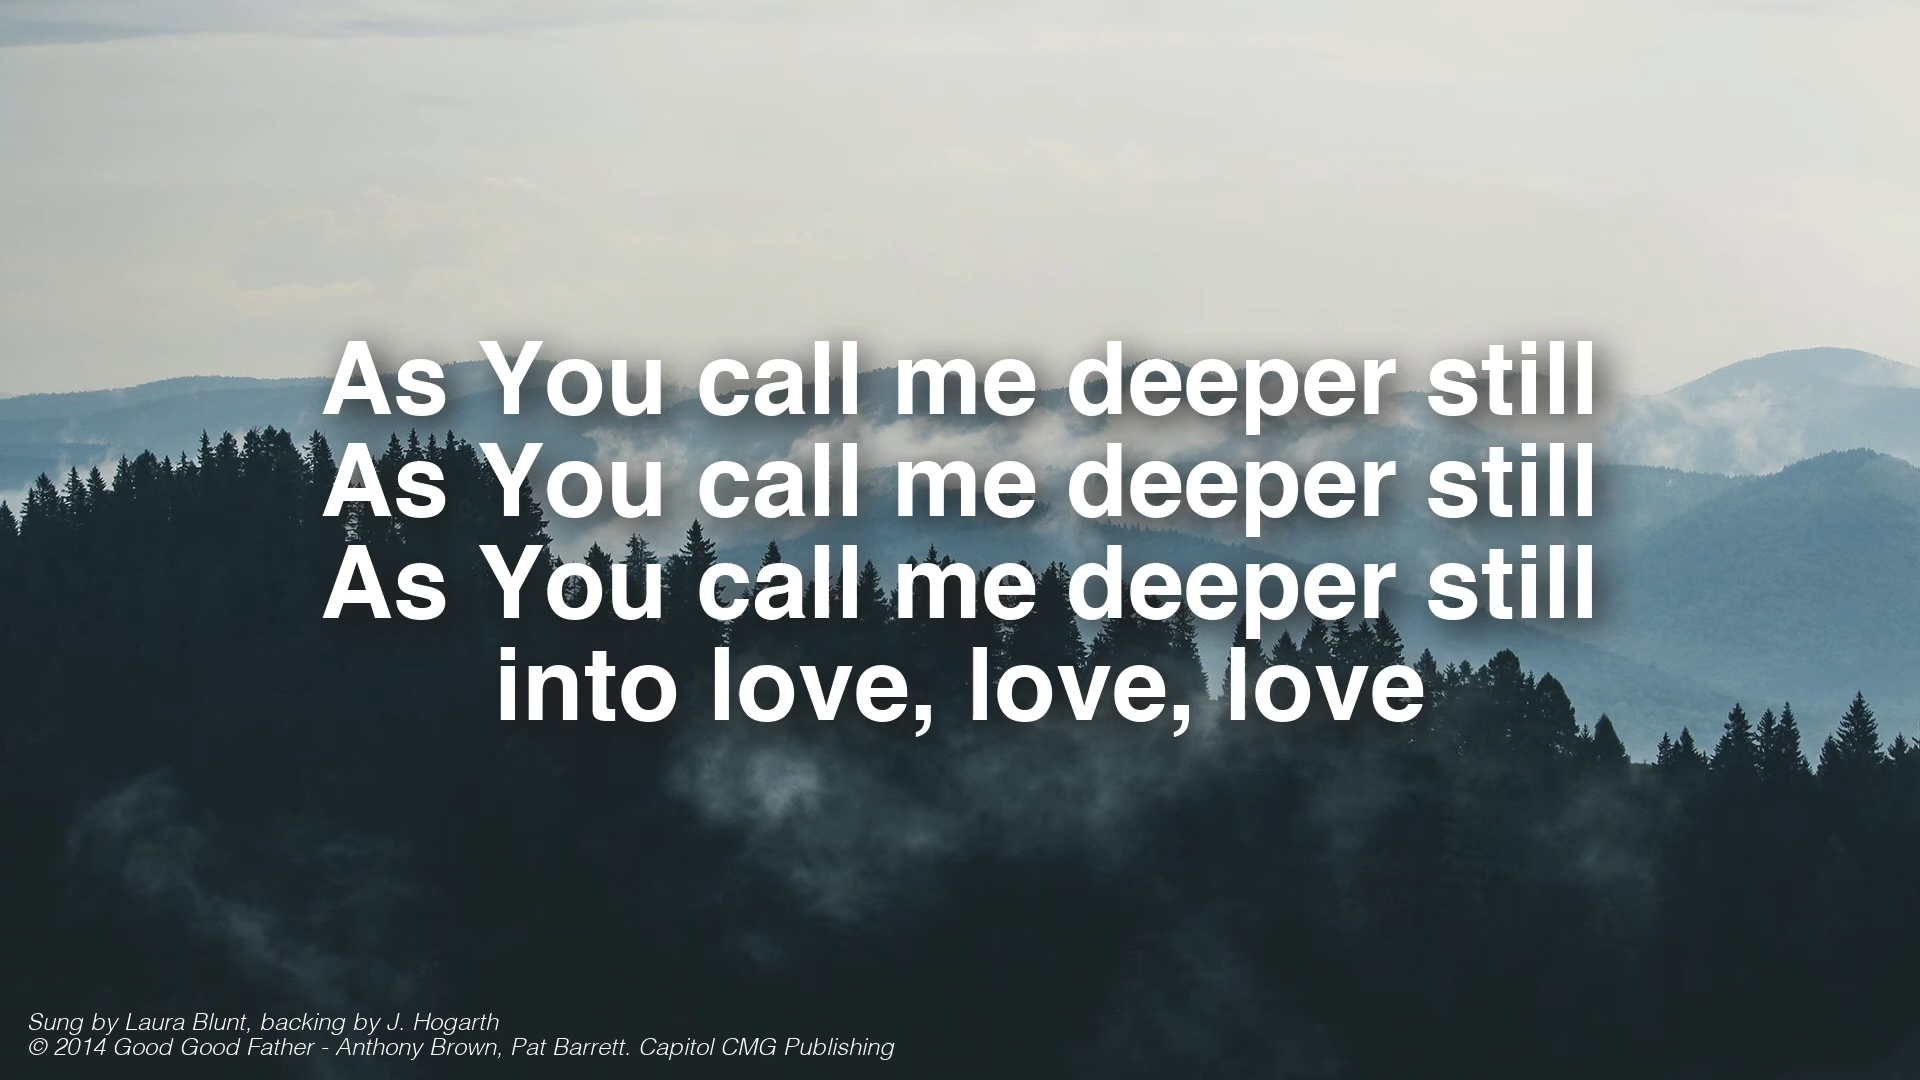 As You call me deeper still
As You call me deeper still
As You call me deeper still
into love, love, love
Sung by Laura Blunt, backing by J. Hogarth
© 2014 Good Good Father - Anthony Brown, Pat Barrett. Capitol CMG Publishing